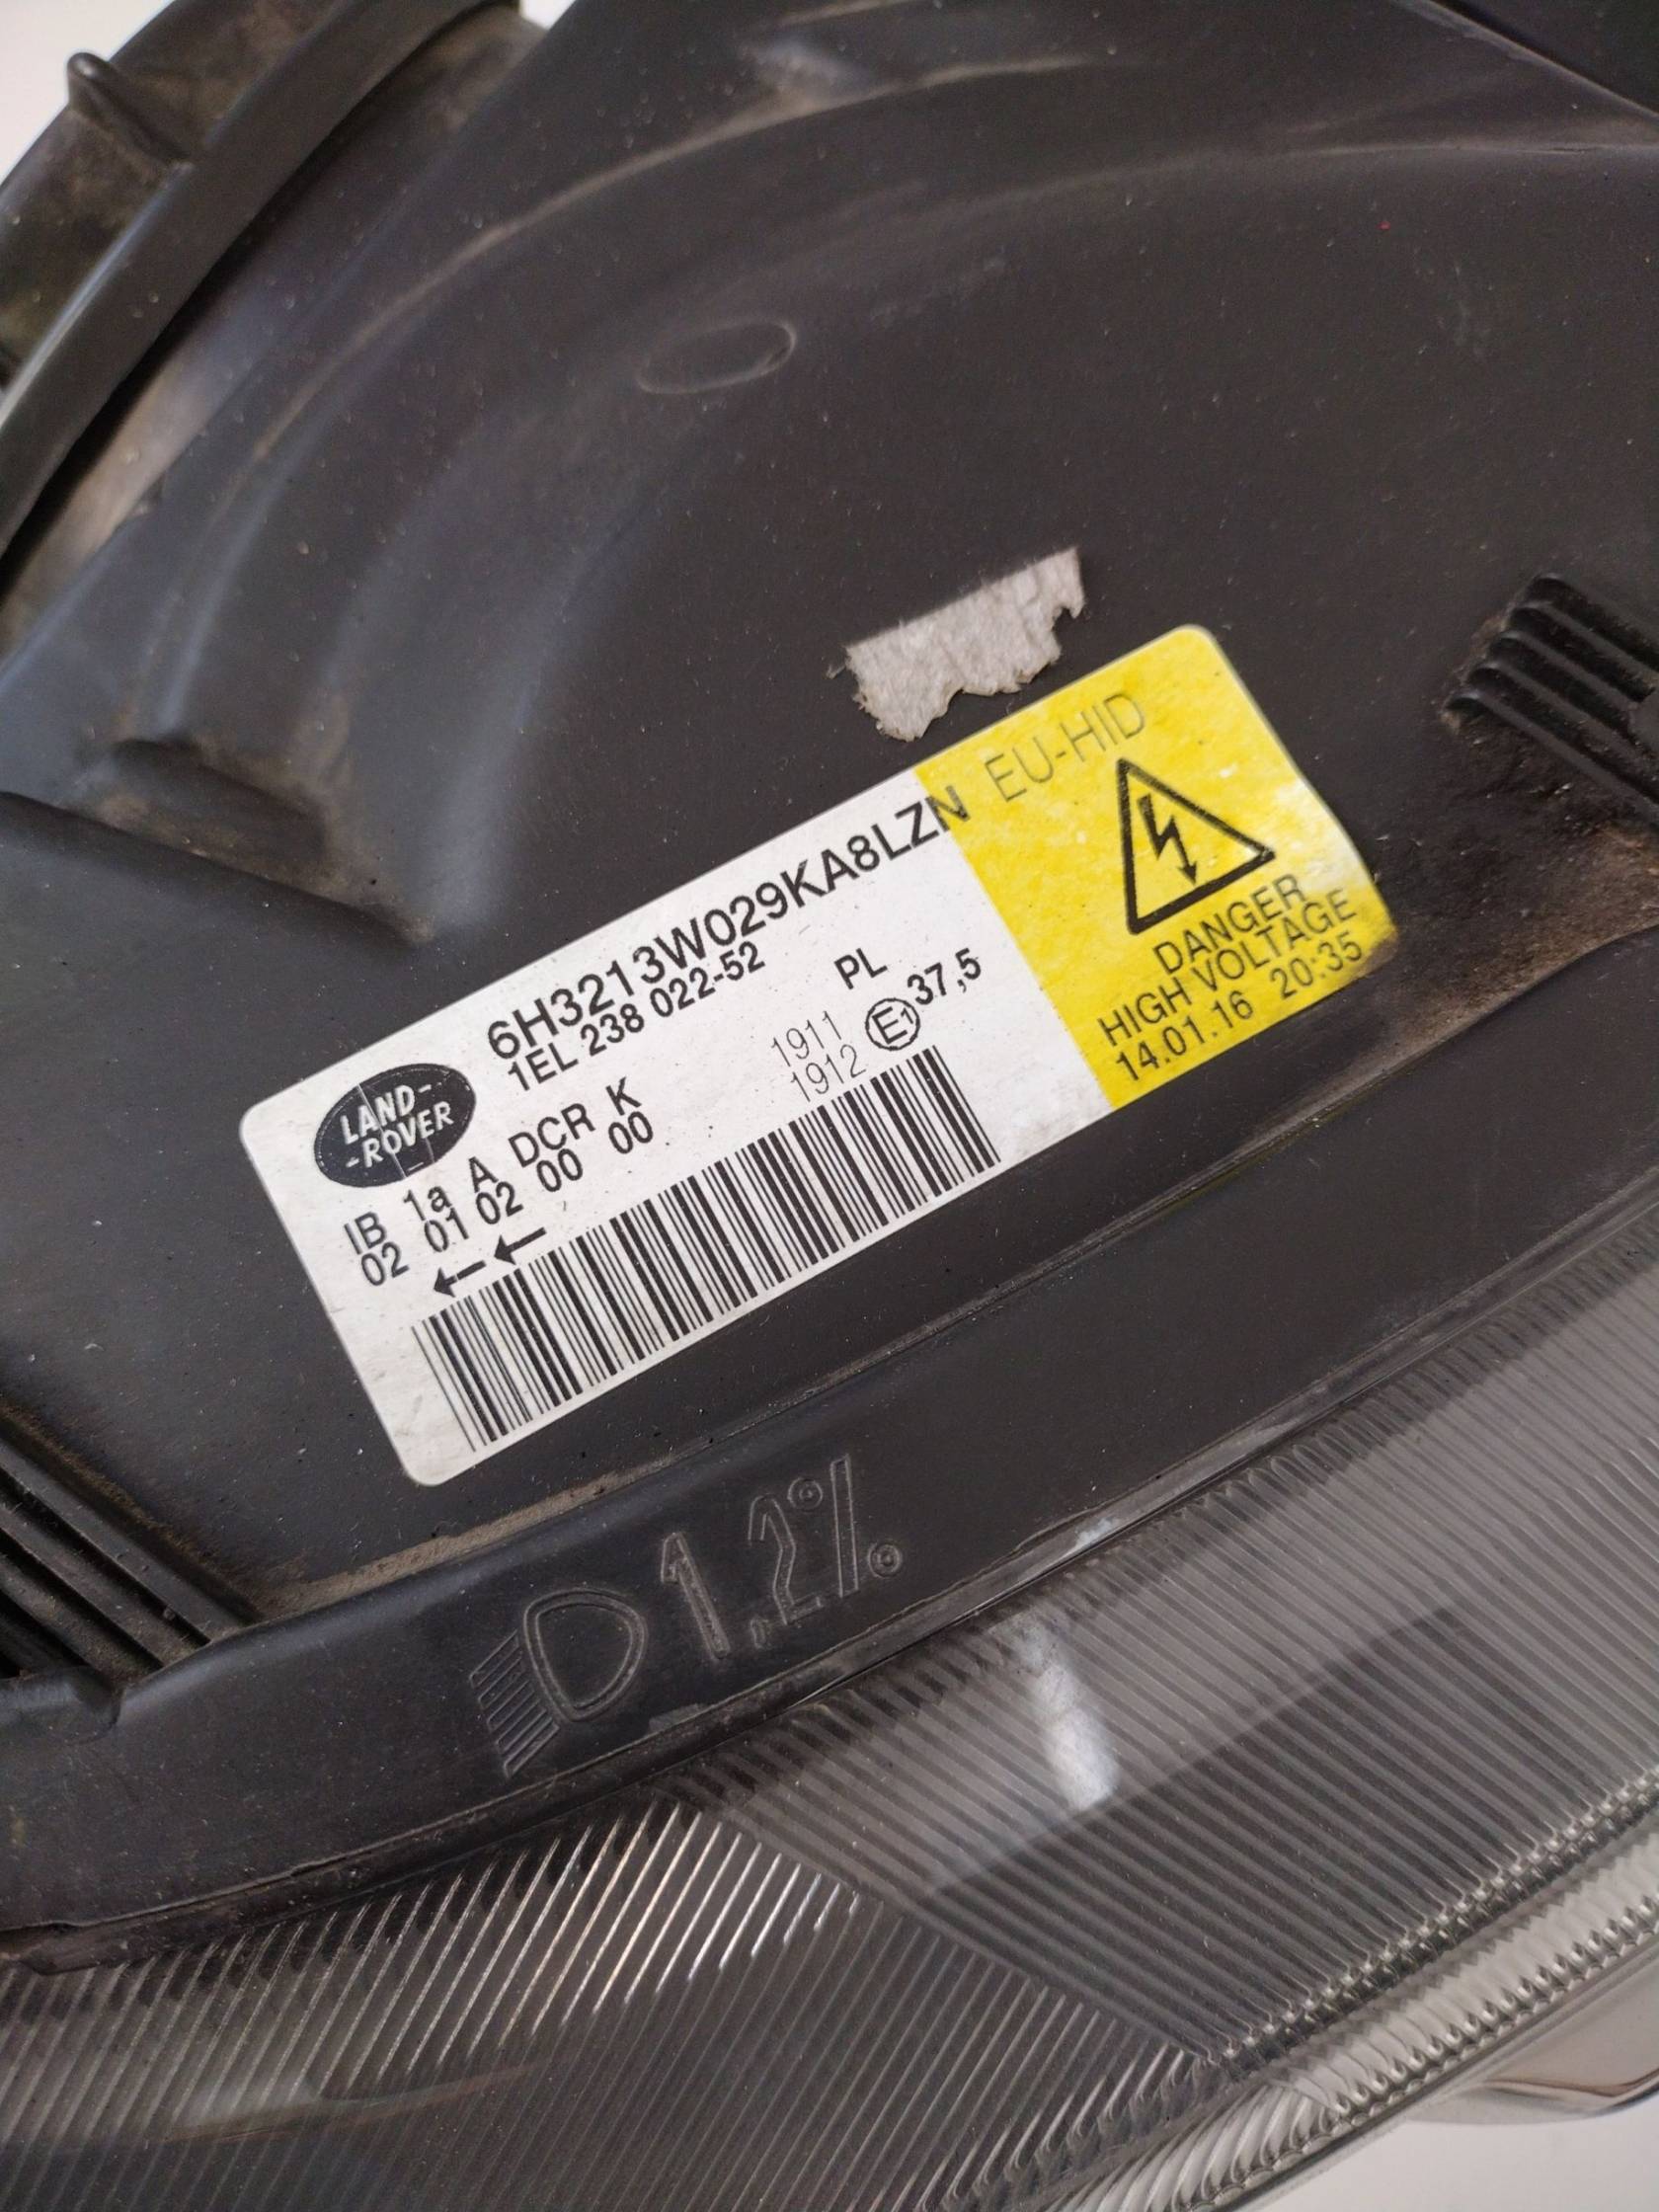 6H3213W029KA8LZN EU-HID
1EL 238 022-52
LAND-
-ROVER
PL
IB 1a A DCR K 1911
02 01 02 00 00 1912 E1 37,5
DANGER
HIGH VOLTAGE
14.01.16 20:35
1,2%